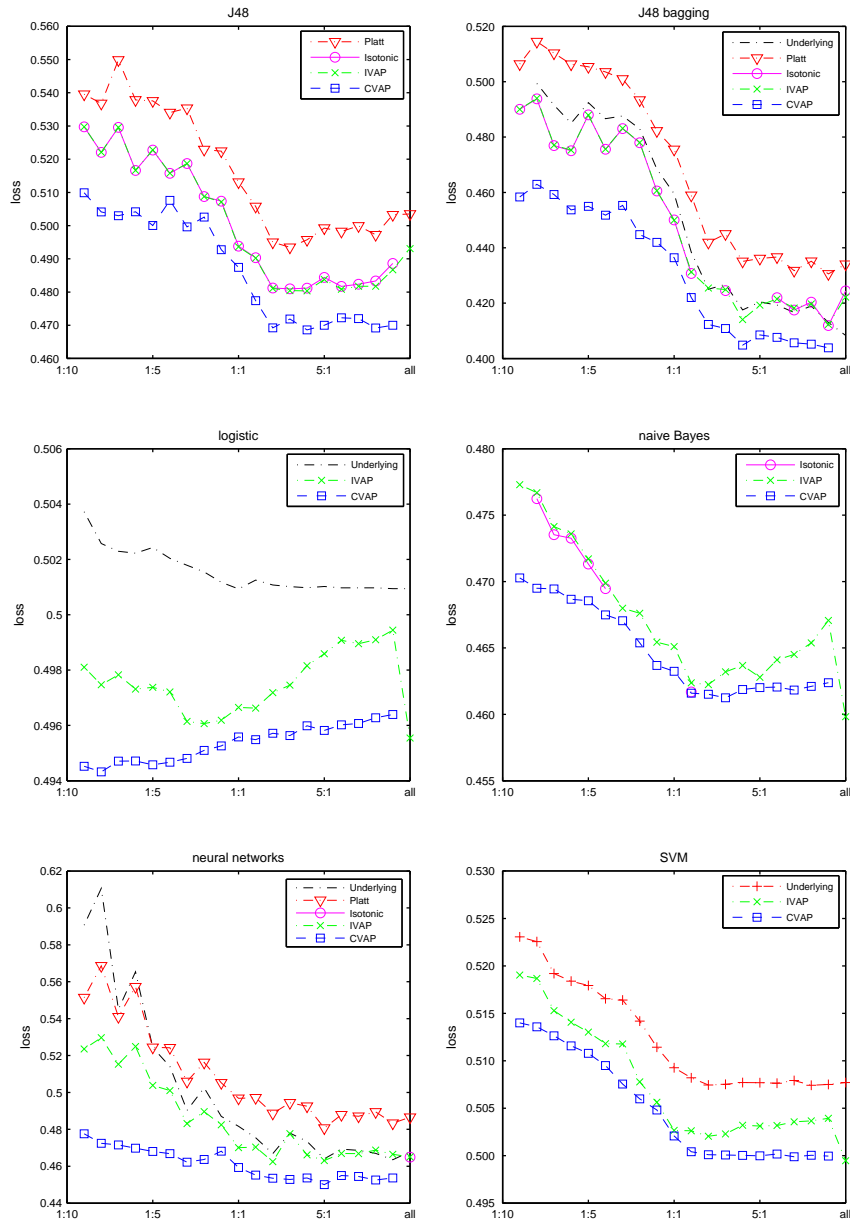 J48
loss
0.560
0.550
0.540
0.530
0.520
0.510
0.500
0.490
0.480
0.470
0.460
1:10
1:5
1:1
5:1
all
Platt
Isotonic
IVAP
CVAP
J48 bagging
loss
0.520
0.500
0.480
0.460
0.440
0.420
0.400
1:10
1:5
1:1
5:1
all
Underlying
Platt
Isotonic
IVAP
CVAP
logistic
loss
0.506
0.504
0.502
0.5
0.498
0.496
0.494
1:10
1:5
1:1
5:1
all
Underlying
IVAP
CVAP
naive Bayes
loss
0.480
0.475
0.470
0.465
0.460
0.455
1:10
1:5
1:1
5:1
all
Isotonic
IVAP
CVAP
neural networks
loss
0.62
0.6
0.58
0.56
0.54
0.52
0.5
0.48
0.46
0.44
1:10
1:5
1:1
5:1
all
Underlying
Platt
Isotonic
IVAP
CVAP
SVM
loss
0.530
0.525
0.520
0.515
0.510
0.505
0.500
0.495
1:10
1:5
1:1
5:1
all
Underlying
IVAP
CVAP